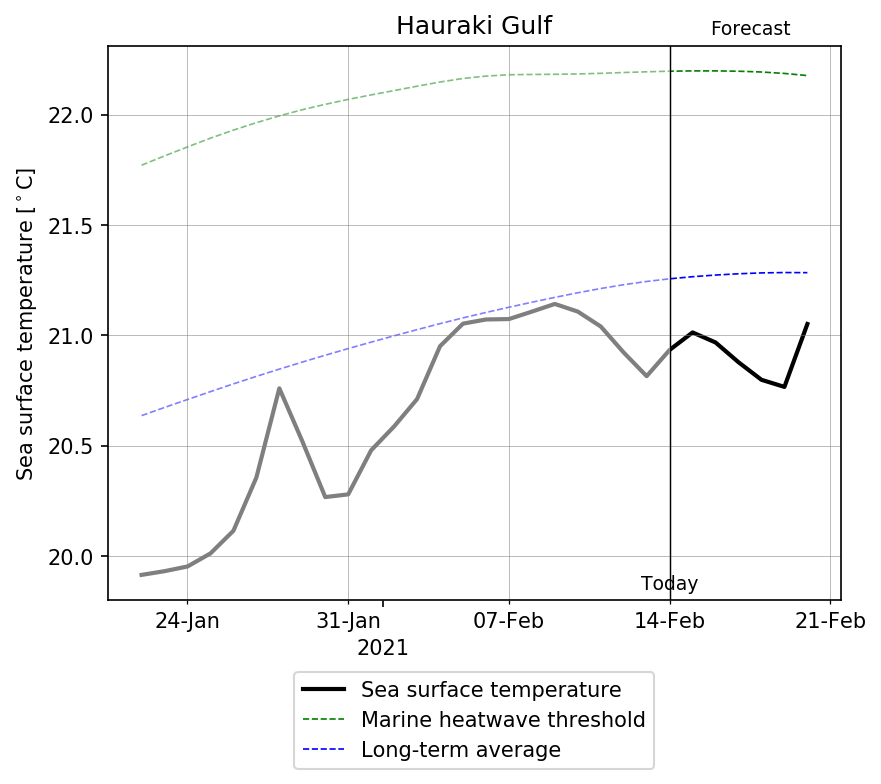 Hauraki Gulf
Forecast
Sea surface temperature [°C]
22.0
21.5
21.0
20.5
20.0
Today
24-Jan 31-Jan 07-Feb 14-Feb 21-Feb
2021
Sea surface temperature
Marine heatwave threshold
Long-term average